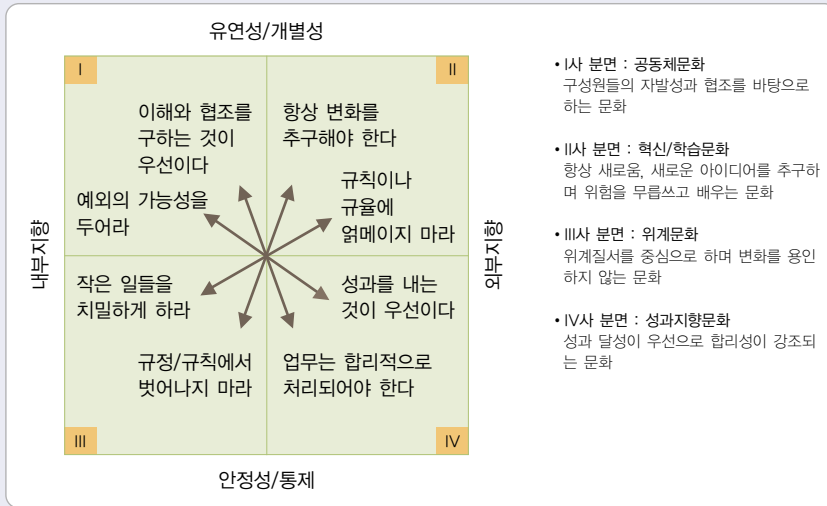 유연성/개별성
I
II
이해와 협조를
구하는 것이
우선이다
항상 변화를
추구해야 한다
예외의 가능성을
두어라
규칙이나
규율에
얽메이지 마라
내부지향
외부지향
작은 일들을
치밀하게 하라
성과를 내는
것이 우선이다
규정/규칙에서
벗어나지 마라
업무는 합리적으로
처리되어야 한다
III
IV
안정성/통제
• I사 분면 : 공동체문화
구성원들의 자발성과 협조를 바탕으로
하는 문화
• II사 분면 : 혁신/학습문화
항상 새로움, 새로운 아이디어를 추구하
며 위험을 무릅쓰고 배우는 문화
• III사 분면 : 위계문화
위계질서를 중심으로 하며 변화를 용인
하지 않는 문화
• IV사 분면 : 성과지향문화
성과 달성이 우선으로 합리성이 강조되
는 문화